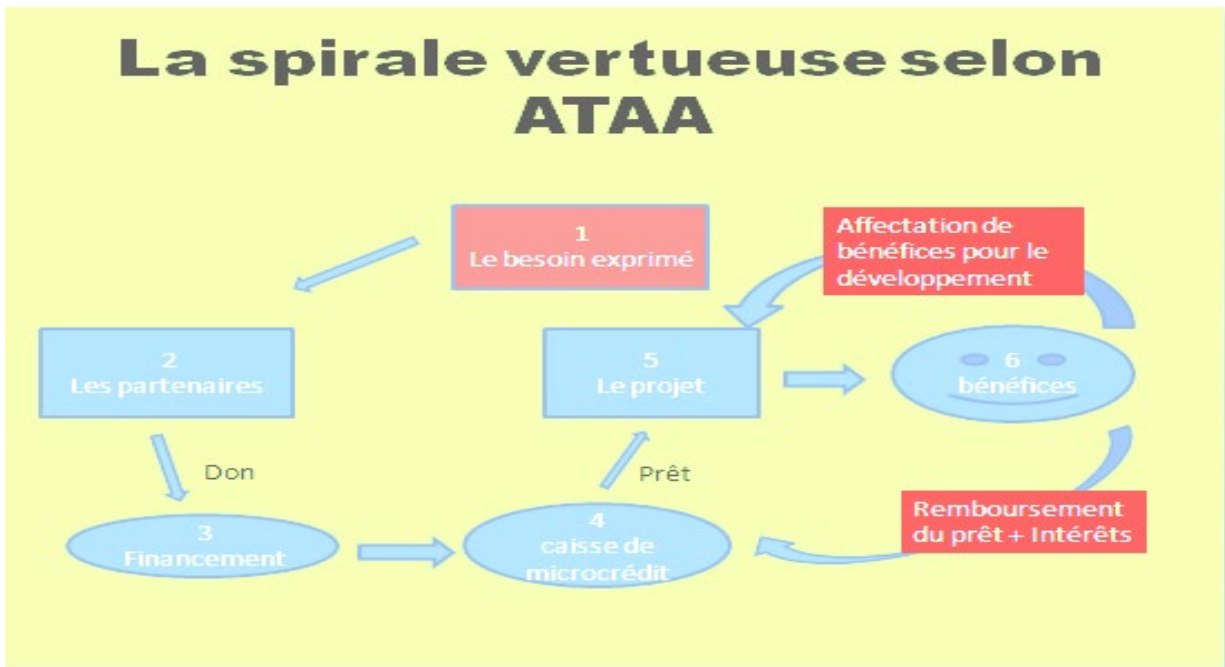 La spirale vertueuse selon
ATAA
1
Le besoin exprimé
Affectation de
bénéfices pour le
développement
2
Les partenaires
5
Le projet
6
bénéfices
Don
Prêt
3
Financement
4
caisse de
microcrédit
Remboursement
du prêt + Intérêts